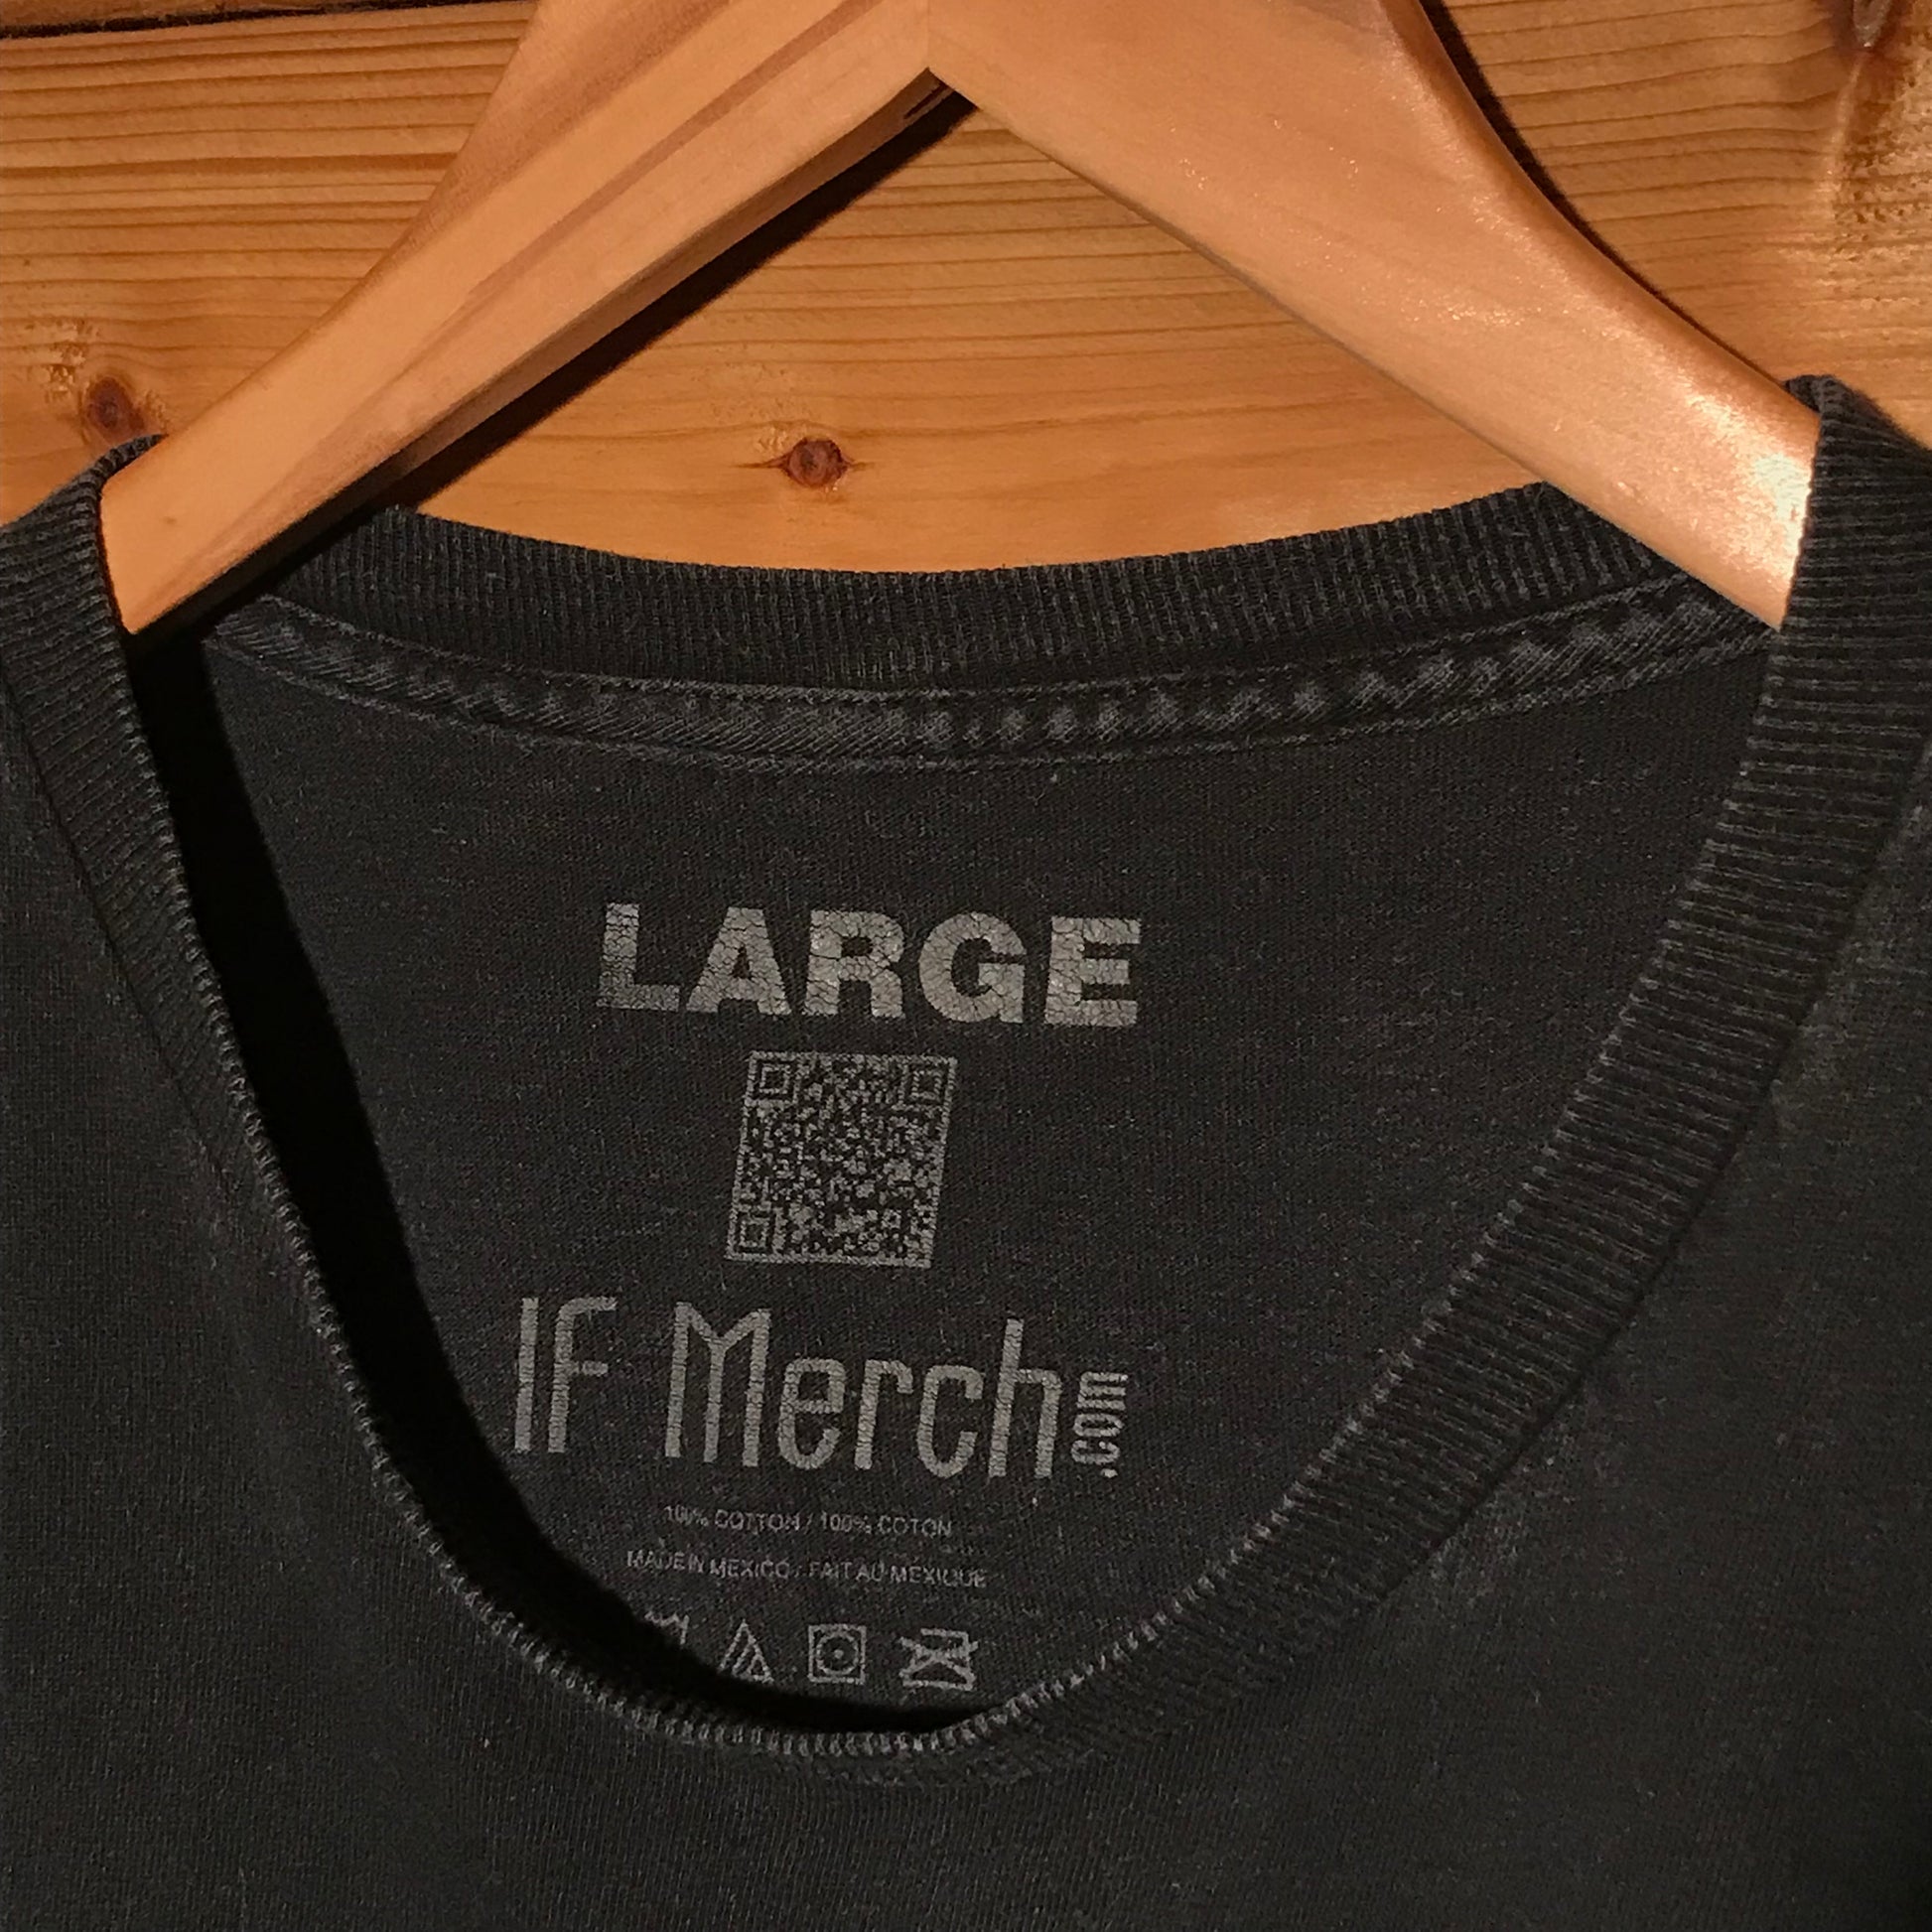 LARGE
IF Merch.com
100% COTTON / 100% COTON
MADE IN MEXICO / FAIT AU MEXIQUE